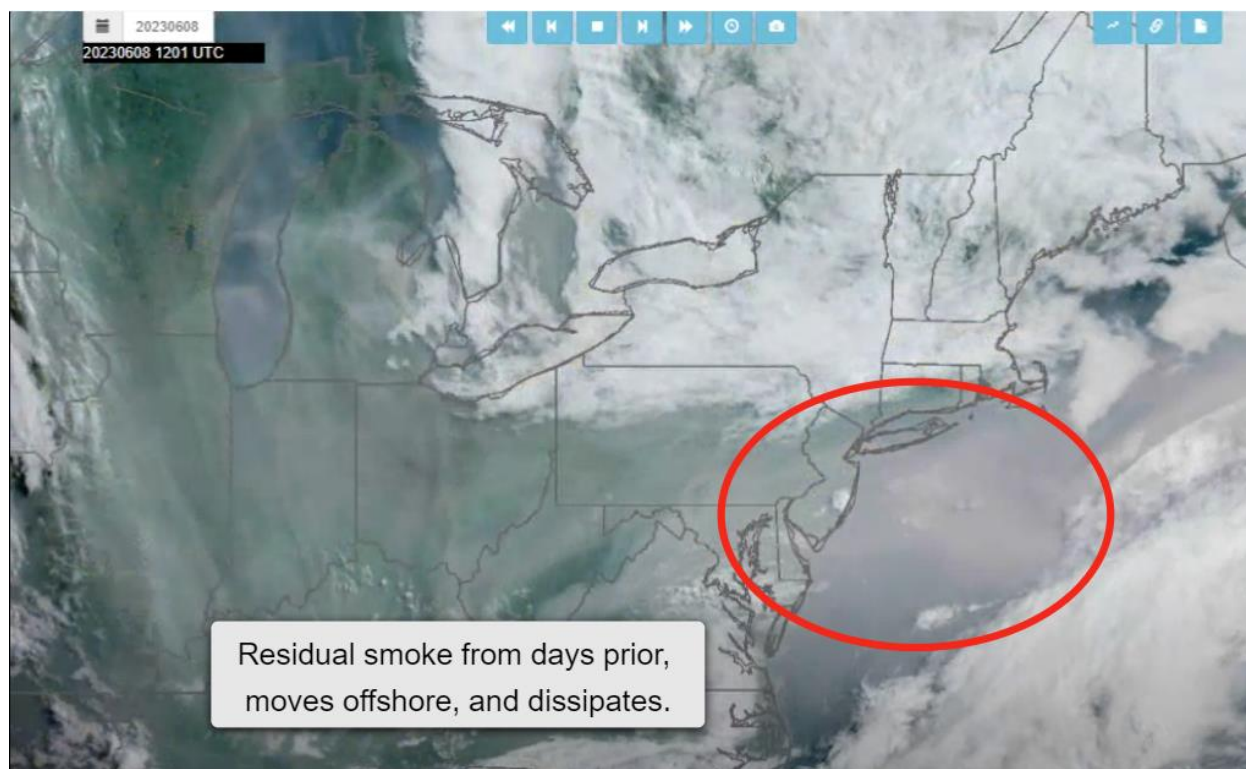 20230608
20230608 1201 UTC
Residual smoke from days prior,
moves offshore, and dissipates.